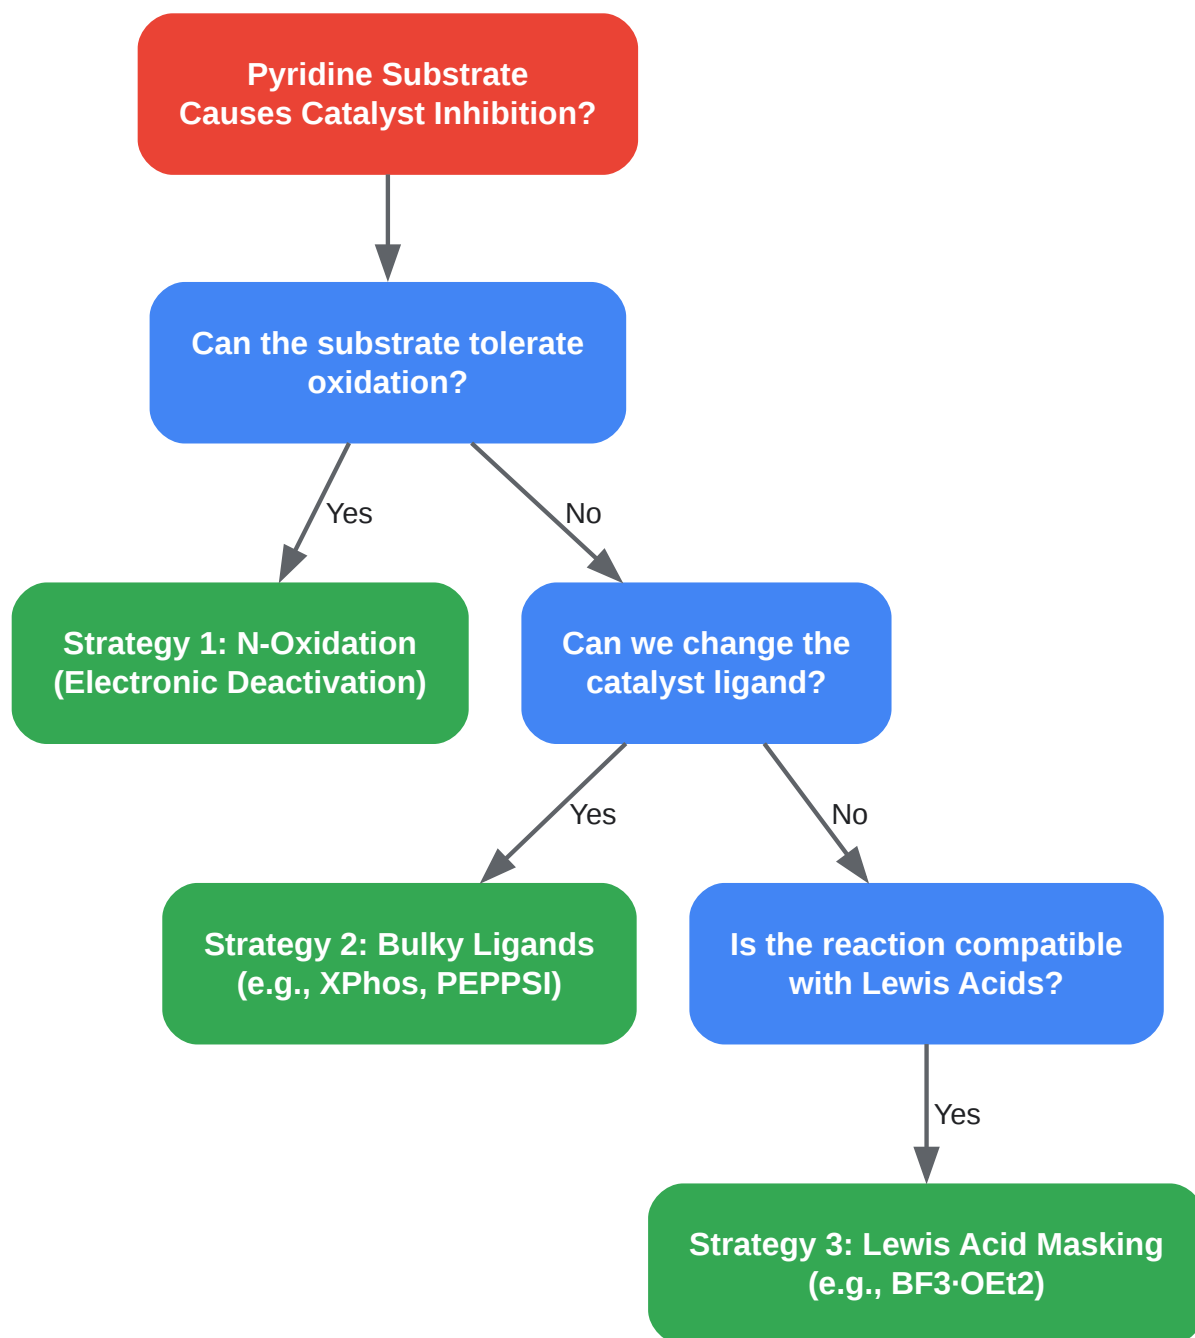 Pyridine Substrate
Causes Catalyst Inhibition?
Can the substrate tolerate
oxidation?
Yes
No
Strategy 1: N-Oxidation
(Electronic Deactivation)
Can we change the
catalyst ligand?
Yes
No
Strategy 2: Bulky Ligands
(e.g., XPhos, PEPPSI)
Is the reaction compatible
with Lewis Acids?
Yes
Strategy 3: Lewis Acid Masking
(e.g., BF3·OEt2)